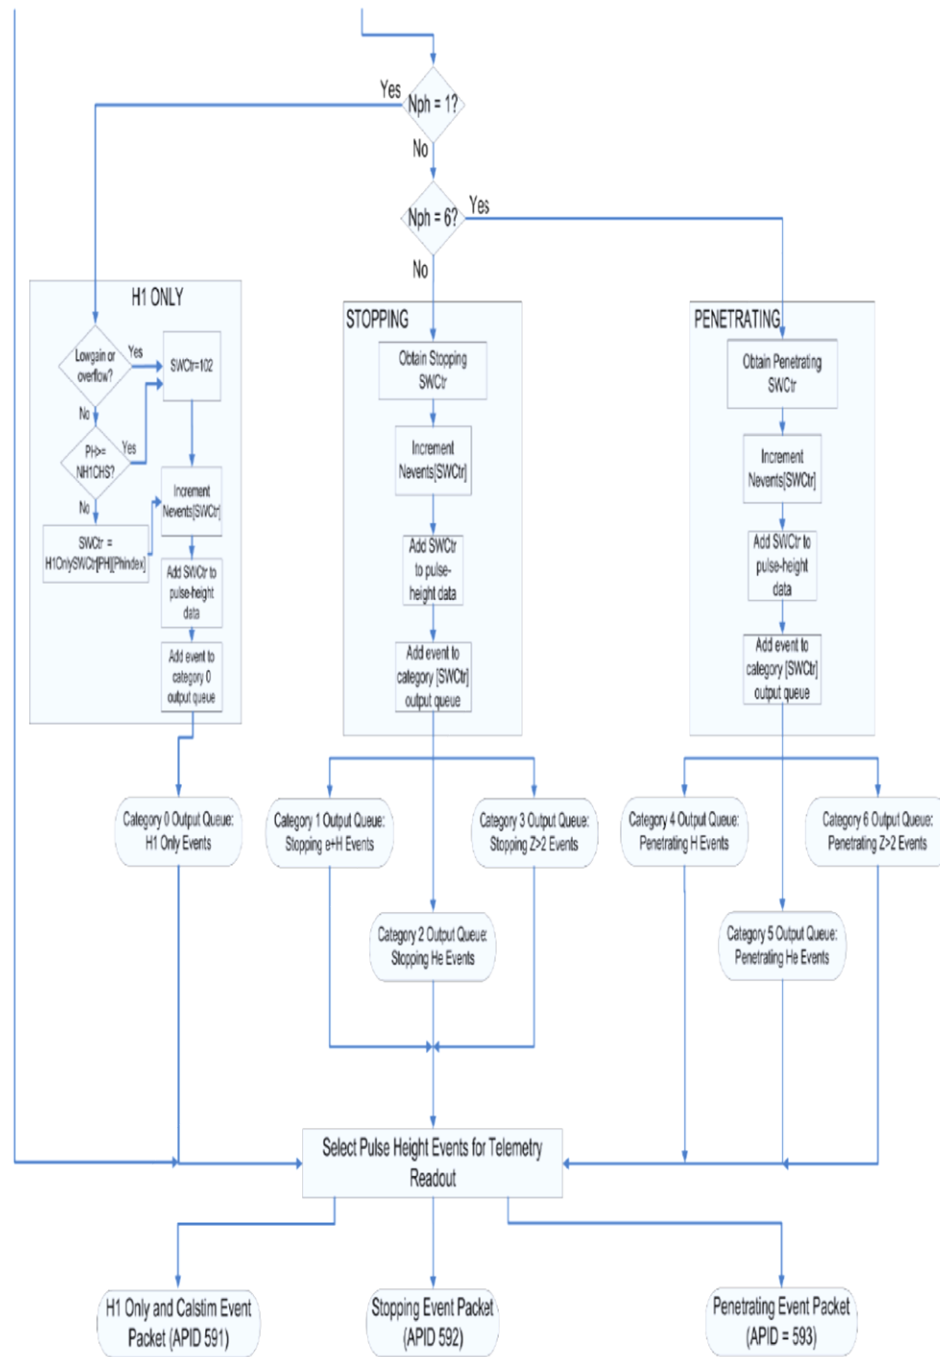 Yes
Nph = 1?
No
Nph = 6?
Yes
No
H1 ONLY
Lowgain or
overflow?
Yes
SWCtr=102
No
PH>=
NH1CHS?
Yes
No
SWCtr =
H1OnlySWCtr[PH][Phindex]
Increment
Nevents[SWCtr]
Add SWCtr to
pulse-height
data
Add event to
category 0
output queue
STOPPING
Obtain Stopping
SWCtr
Increment
Nevents[SWCtr]
Add SWCtr
to pulse-
height data
Add event to
category [SWCtr]
output queue
PENETRATING
Obtain Penetrating
SWCtr
Increment
Nevents[SWCtr]
Add SWCtr to
pulse-height
data
Add event to
category [SWCtr]
output queue
Category 0 Output Queue:
H1 Only Events
Category 1 Output Queue:
Stopping e+H Events
Category 3 Output Queue:
Stopping Z>2 Events
Category 4 Output Queue:
Penetrating H Events
Category 6 Output Queue:
Penetrating Z>2 Events
Category 2 Output Queue:
Stopping He Events
Category 5 Output Queue:
Penetrating He Events
Select Pulse Height Events for Telemetry
Readout
H1 Only and Calstim Event
Packet (APID 591)
Stopping Event Packet
(APID 592)
Penetrating Event Packet
(APID = 593)